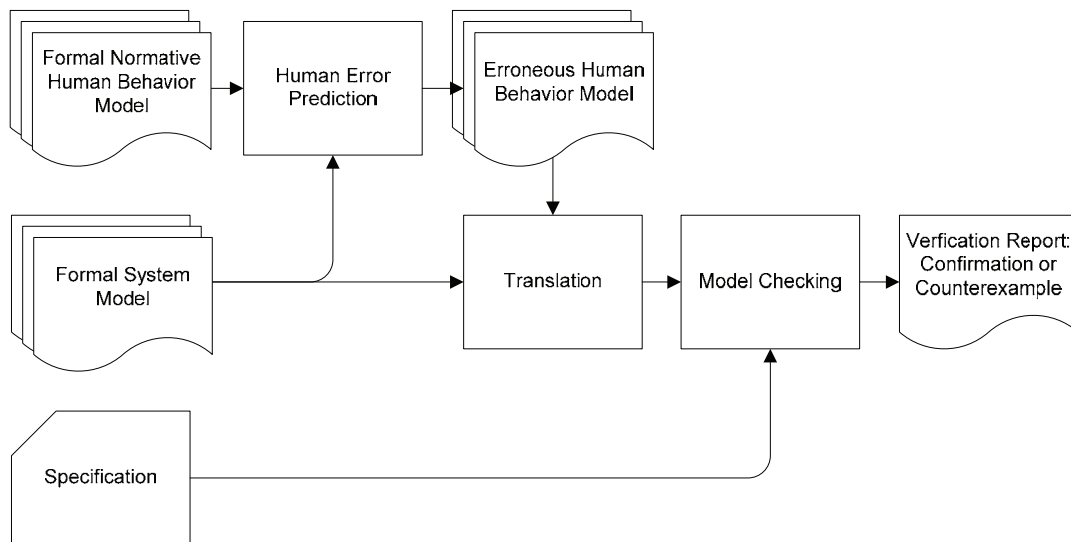 Formal Normative
Human Behavior
Model
Human Error
Prediction
Erroneous Human
Behavior Model
Formal System
Model
Translation
Model Checking
Verfication Report:
Confirmation or
Counterexample
Specification